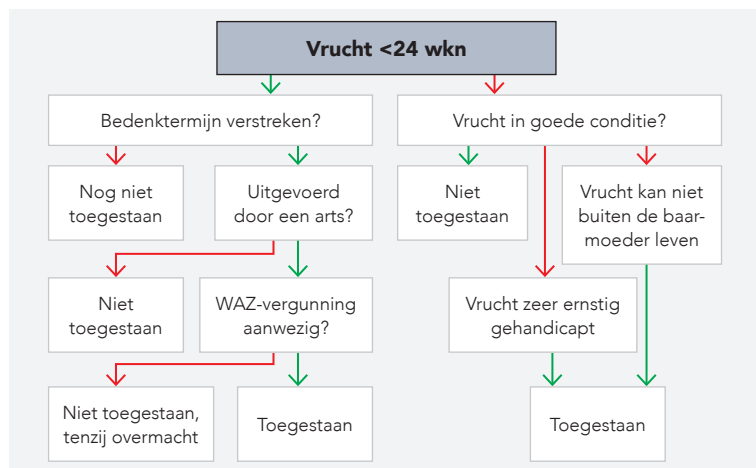 Vrucht <24 wkn
Bedenktermijn verstreken?
Vrucht in goede conditie?
Nog niet
toegestaan
Uitgevoerd
door een arts?
Niet
toegestaan
Vrucht kan niet
buiten de baar-
moeder leven
Niet
toegestaan
WAZ-vergunning
aanwezig?
Vrucht zeer ernstig
gehandicapt
Niet toegestaan,
tenzij overmacht
Toegestaan
Toegestaan